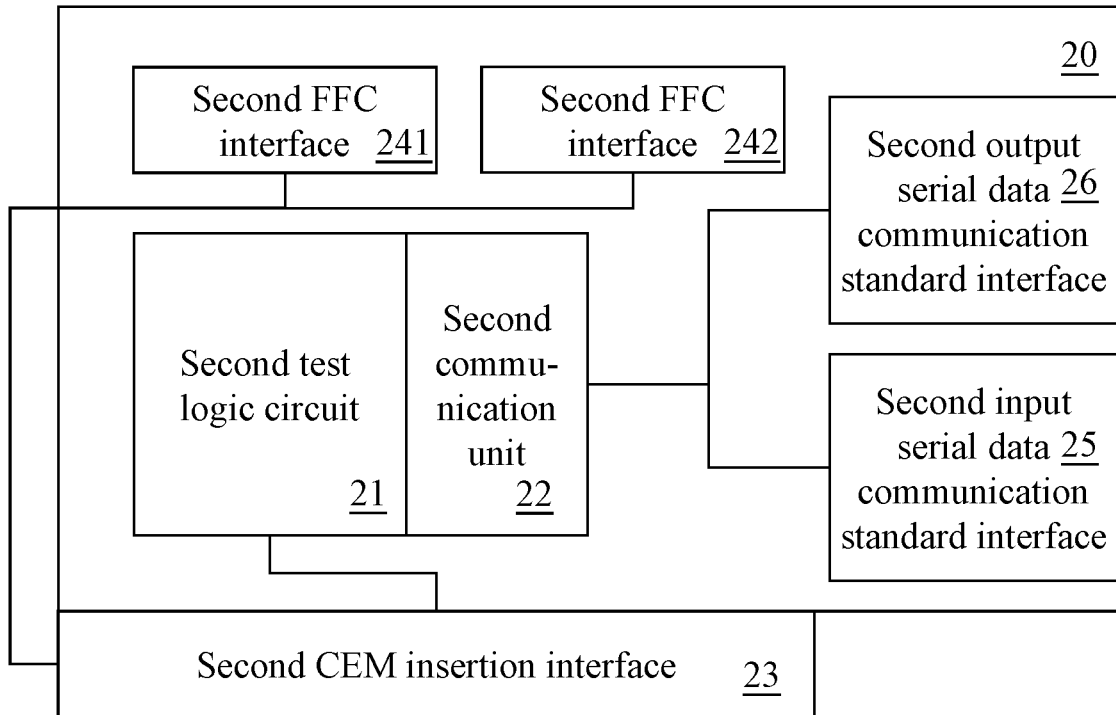 20
Second FFC
interface 241
Second FFC
interface 242
Second output
serial data 26
communication
standard interface
Second test
logic circuit
21
Second
commu-
nication
unit
22
Second input
serial data 25
communication
standard interface
Second CEM insertion interface 23